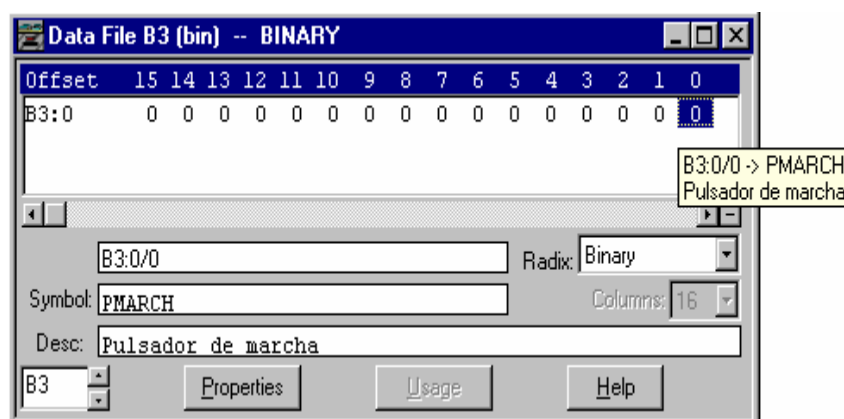 Data File B3 (bin) -- BINARY
Offset 15 14 13 12 11 10 9 8 7 6 5 4 3 2 1 0
B3:0 0 0 0 0 0 0 0 0 0 0 0 0 0 0 0 0
B3:0/0 -> PMARCH
Pulsador de marcha
B3:0/0 Radix: Binary
Symbol: PMARCH Columns: 16
Desc: Pulsador de marcha
B3 Properties Usage Help